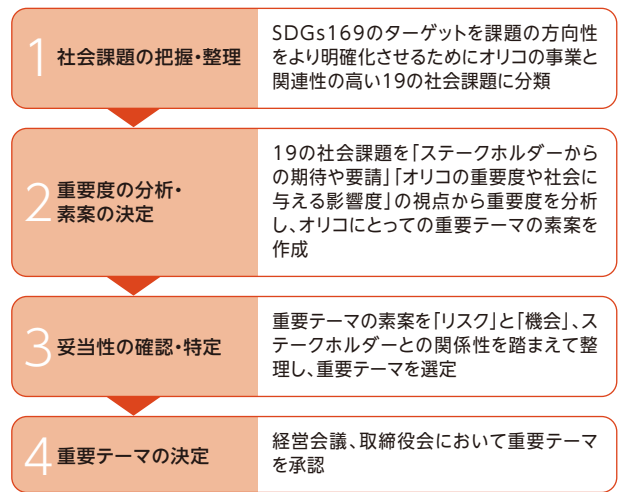 1 社会課題の把握・整理
SDGs169のターゲットを課題の方向性
をより明確化させるためにオリコの事業と
関連性の高い19の社会課題に分類
2 重要度の分析・
素案の決定
19の社会課題を「ステークホルダーから
の期待や要請」「オリコの重要度や社会に
与える影響度」の視点から重要度を分析
し、オリコにとっての重要テーマの素案を
作成
3 妥当性の確認・特定
重要テーマの素案を「リスク」と「機会」、ス
テークホルダーとの関係性を踏まえて整
理し、重要テーマを選定
4 重要テーマの決定
経営会議、取締役会において重要テーマ
を承認